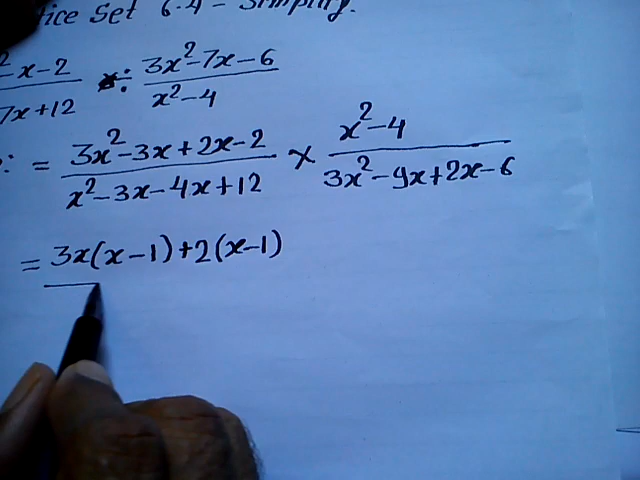 Set 6.4 - Simplify.
x - 2 / 7x + 12 ÷ 3x² - 7x - 6 / x² - 4
= 3x² - 3x + 2x - 2 / x² - 3x - 4x + 12 × x² - 4 / 3x² - 9x + 2x - 6
= 3x(x - 1) + 2(x - 1)